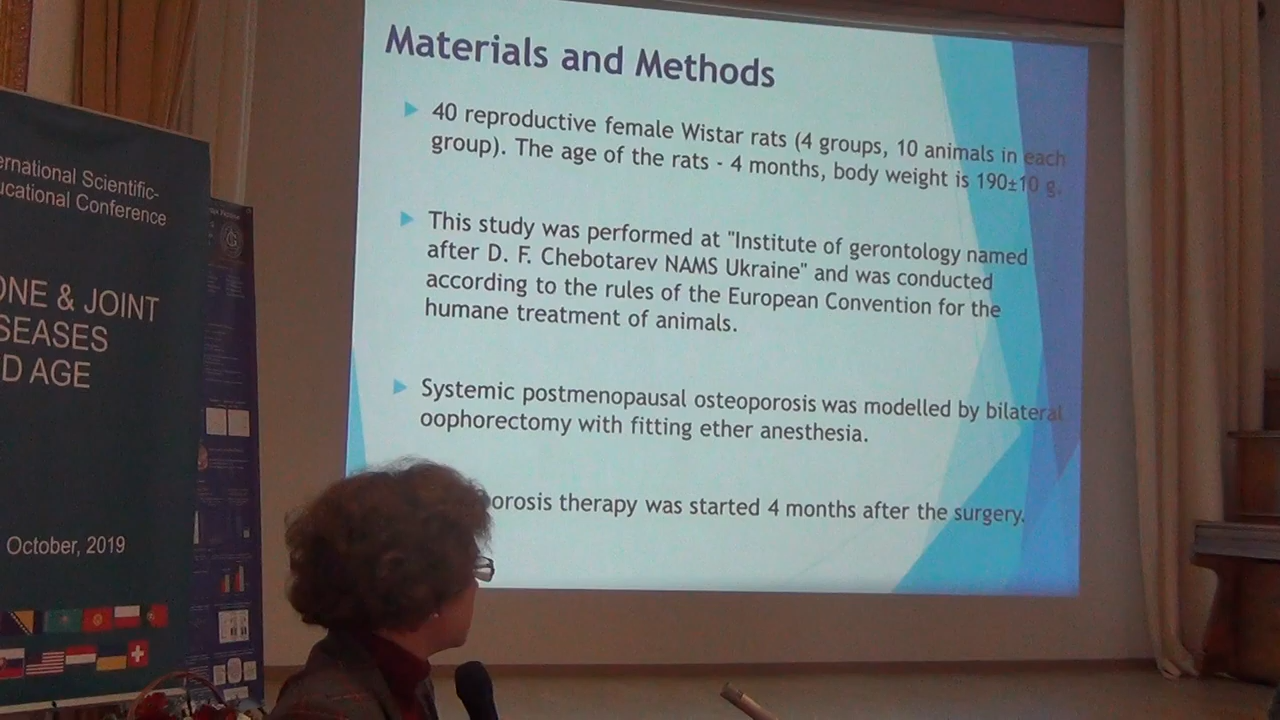 Materials and Methods
40 reproductive female Wistar rats (4 groups, 10 animals in each
group). The age of the rats - 4 months, body weight is 190±10 g.
This study was performed at "Institute of gerontology named
after D. F. Chebotarev NAMS Ukraine" and was conducted
according to the rules of the European Convention for the
humane treatment of animals.
Systemic postmenopausal osteoporosis was modelled by bilateral
oophorectomy with fitting ether anesthesia.
orosis therapy was started 4 months after the surgery.
ernational Scientific-
ucational Conference
ONE & JOINT
SEASES
D AGE
October, 2019